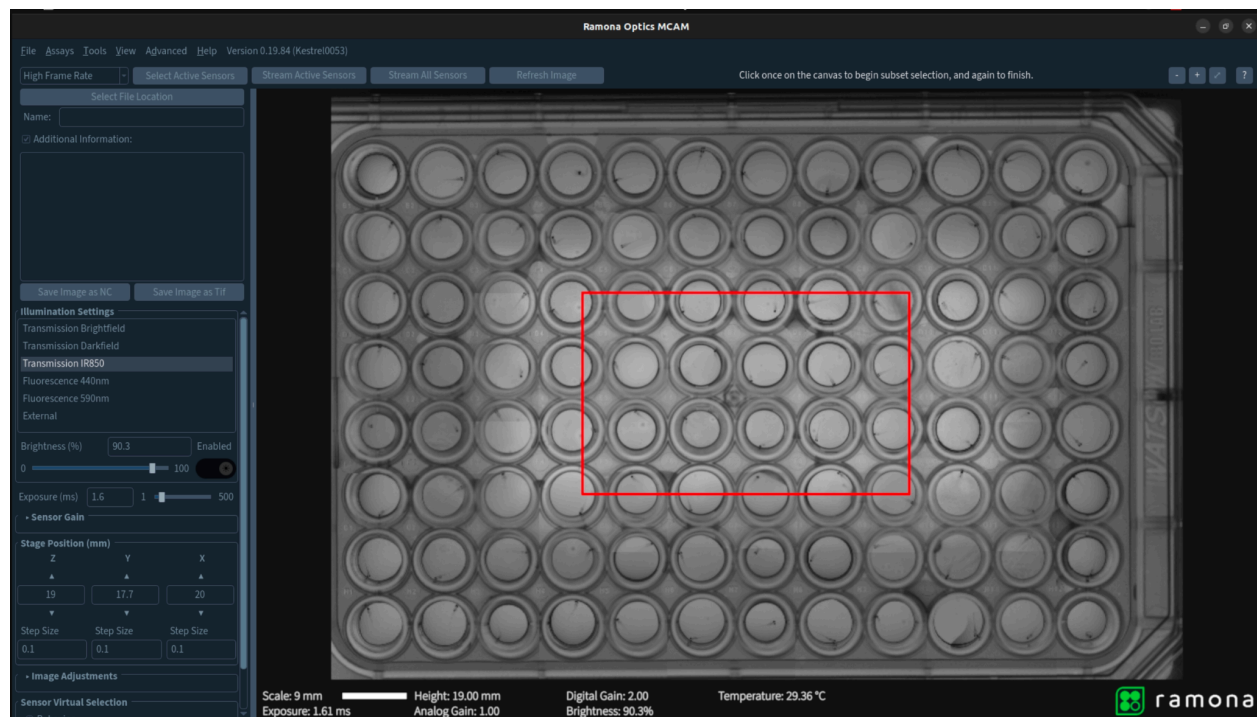 Ramona Optics MCAM
File Assays Tools View Advanced Help Version 0.19.84 (Kestrel0053)
High Frame Rate Select Active Sensors Stream Active Sensors Stream All Sensors Refresh Image Click once on the canvas to begin subset selection, and again to finish. - + ?
Select File Location
Name:
Additional Information:
Save Image as NC Save Image as Tif
Illumination Settings
Transmission Brightfield
Transmission Darkfield
Transmission IR850
Fluorescence 440nm
Fluorescence 590nm
External
Brightness (%) 90.3 Enabled
0 100
Exposure (ms) 1.6 1 500
Sensor Gain
Stage Position (mm)
Z Y X
19 17.7 20
Step Size Step Size Step Size
0.1 0.1 0.1
Image Adjustments
Sensor Virtual Selection
Scale: 9 mm Height: 19.00 mm Digital Gain: 2.00 Temperature: 29.36 °C
Exposure: 1.61 ms Analog Gain: 1.00 Brightness: 90.3%
ramona